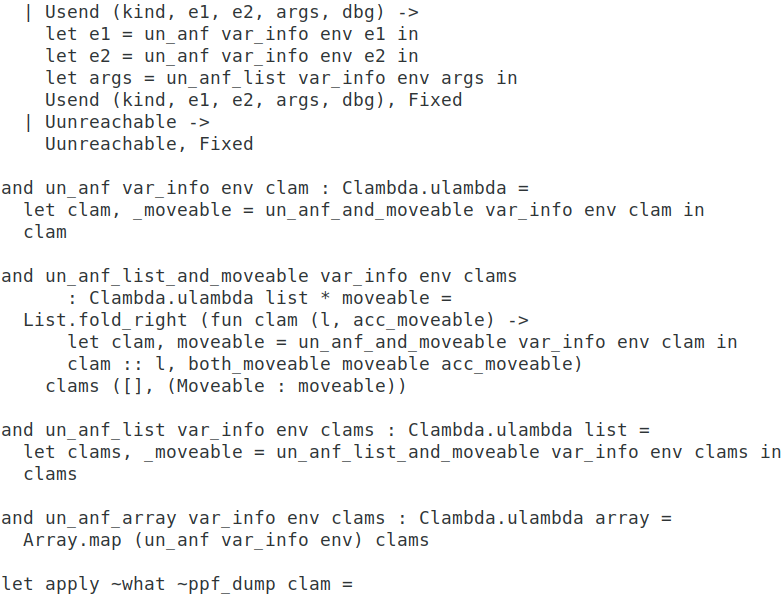 | Usend (kind, e1, e2, args, dbg) ->
    let e1 = un_anf var_info env e1 in
    let e2 = un_anf var_info env e2 in
    let args = un_anf_list var_info env args in
    Usend (kind, e1, e2, args, dbg), Fixed
  | Uunreachable ->
    Uunreachable, Fixed

and un_anf var_info env clam : Clambda.ulambda =
  let clam, _moveable = un_anf_and_moveable var_info env clam in
  clam

and un_anf_list_and_moveable var_info env clams
      : Clambda.ulambda list * moveable =
  List.fold_right (fun clam (l, acc_moveable) ->
      let clam, moveable = un_anf_and_moveable var_info env clam in
      clam :: l, both_moveable moveable acc_moveable)
    clams ([], (Moveable : moveable))

and un_anf_list var_info env clams : Clambda.ulambda list =
  let clams, _moveable = un_anf_list_and_moveable var_info env clams in
  clams

and un_anf_array var_info env clams : Clambda.ulambda array =
  Array.map (un_anf var_info env) clams

let apply ~what ~ppf_dump clam =